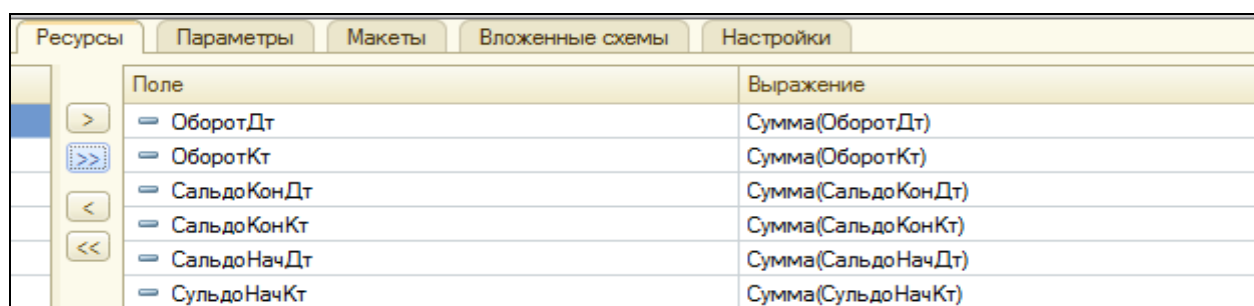 Ресурсы Параметры Макеты Вложенные схемы Настройки
Поле Выражение
> ОборотДт Сумма(ОборотДт)
>> ОборотКт Сумма(ОборотКт)
< СальдоКонДт Сумма(СальдоКонДт)
СальдоКонКт Сумма(СальдоКонКт)
<< СальдоНачДт Сумма(СальдоНачДт)
СульдоНачКт Сумма(СульдоНачКт)